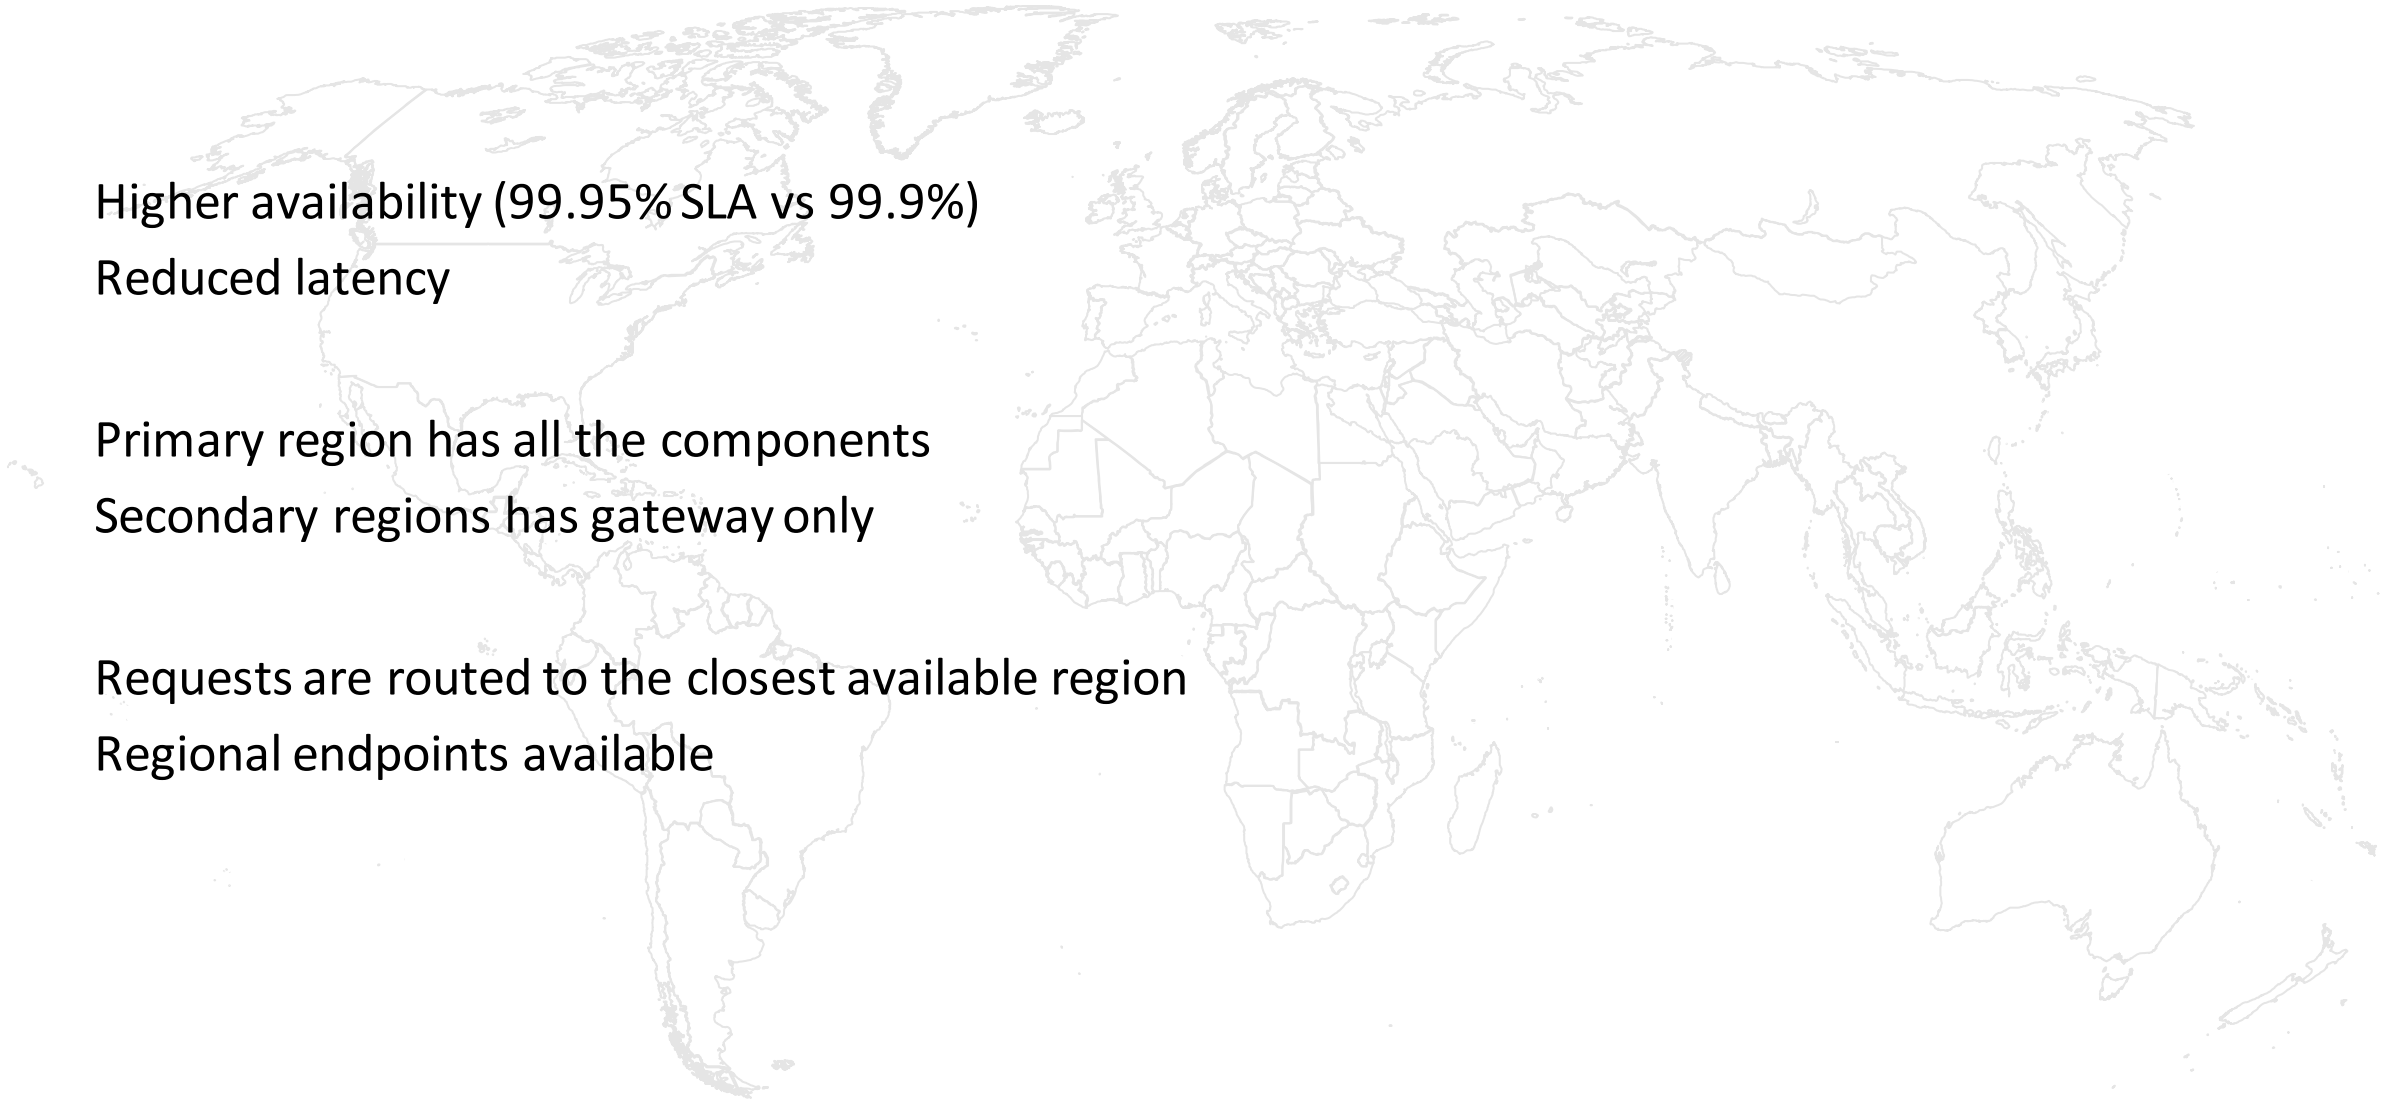 Higher availability (99.95% SLA vs 99.9%)
Reduced latency
Primary region has all the components
Secondary regions has gateway only
Requests are routed to the closest available region
Regional endpoints available